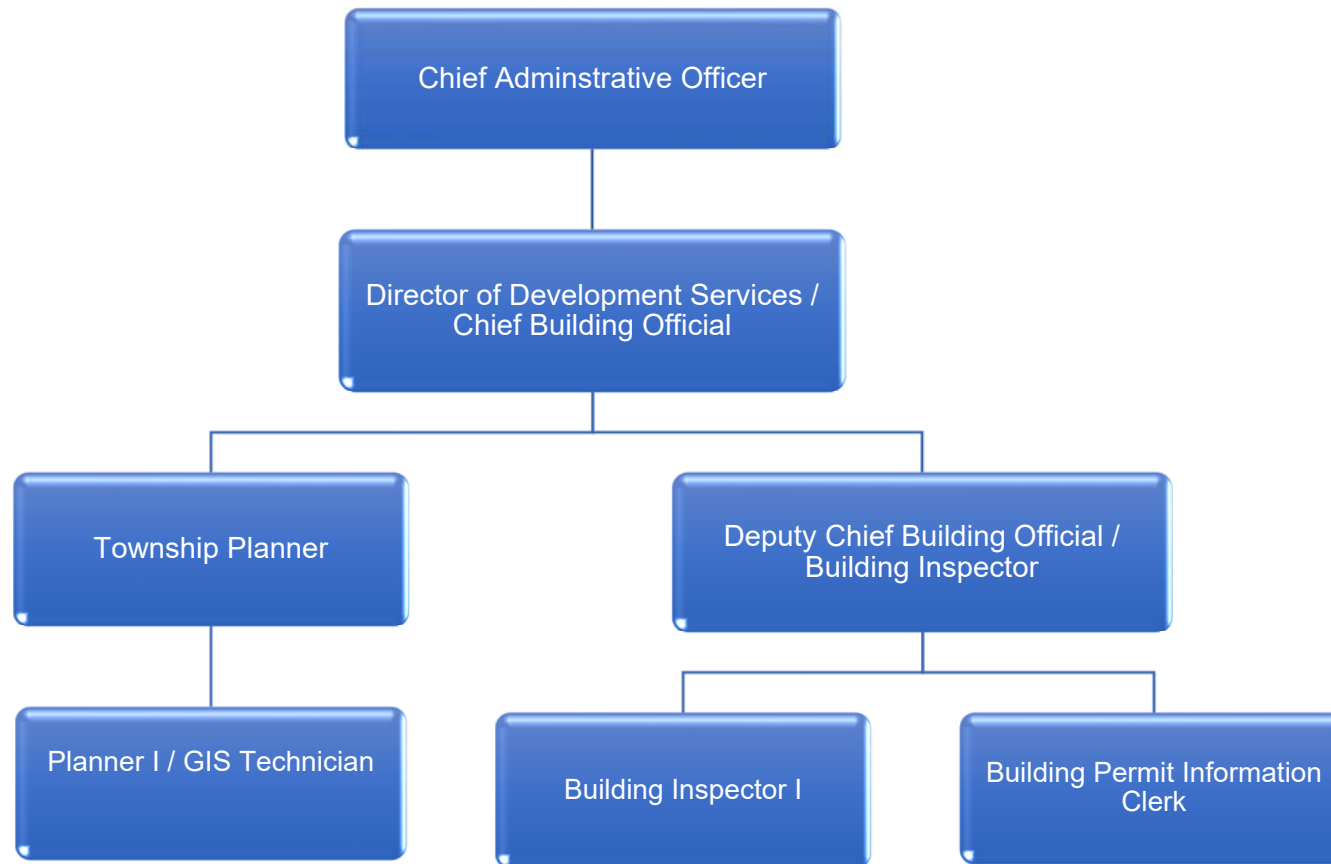 Chief Adminstrative Officer
Director of Development Services /
Chief Building Official
Township Planner
Deputy Chief Building Official /
Building Inspector
Planner I / GIS Technician
Building Inspector I
Building Permit Information
Clerk